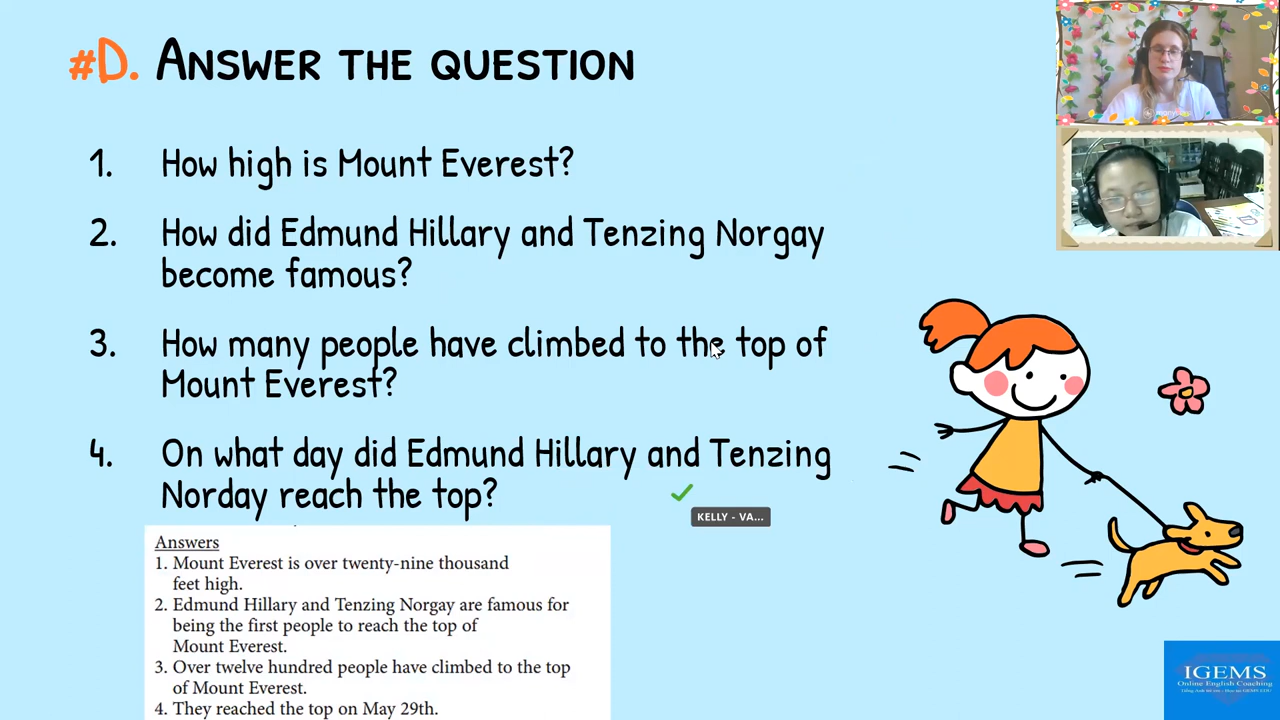 #D. ANSWER THE QUESTION
1. How high is Mount Everest?
2. How did Edmund Hillary and Tenzing Norgay
become famous?
3. How many people have climbed to the top of
Mount Everest?
4. On what day did Edmund Hillary and Tenzing
Norday reach the top?
KELLY - VA...
Answers
1. Mount Everest is over twenty-nine thousand
feet high.
2. Edmund Hillary and Tenzing Norgay are famous for
being the first people to reach the top of
Mount Everest.
3. Over twelve hundred people have climbed to the top
of Mount Everest.
4. They reached the top on May 29th.
IGEMS
Online English Coaching